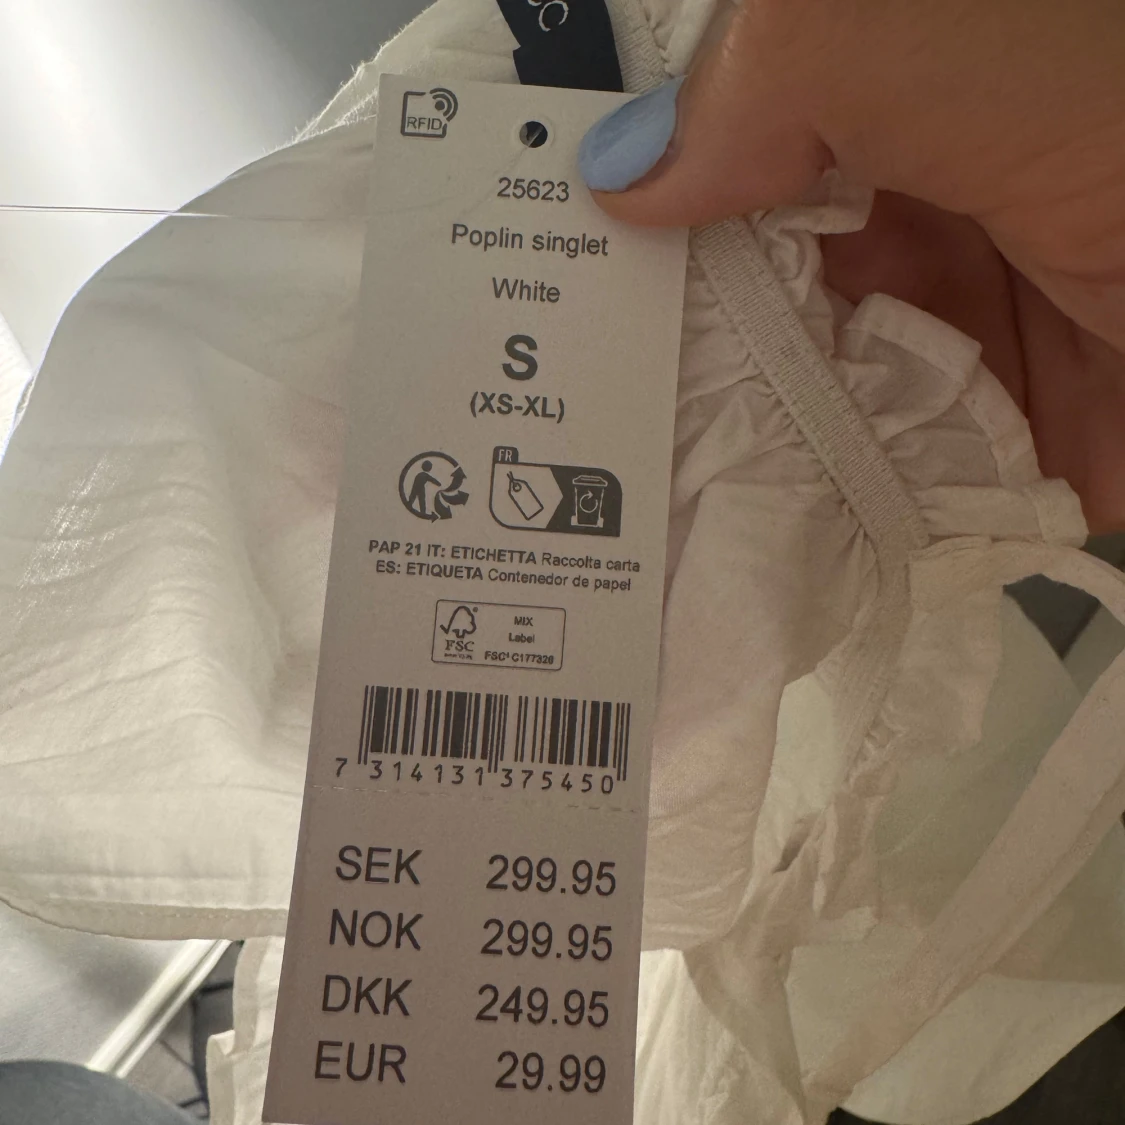 SC
RFID
25623
Poplin singlet
White
S
(XS-XL)
FR
PAP 21 IT: ETICHETTA Raccolta carta
ES: ETIQUETA Contenedor de papel
MIX
Label
FSC
FSC® C177326
7 314131 375450
SEK 299.95
NOK 299.95
DKK 249.95
EUR 29.99